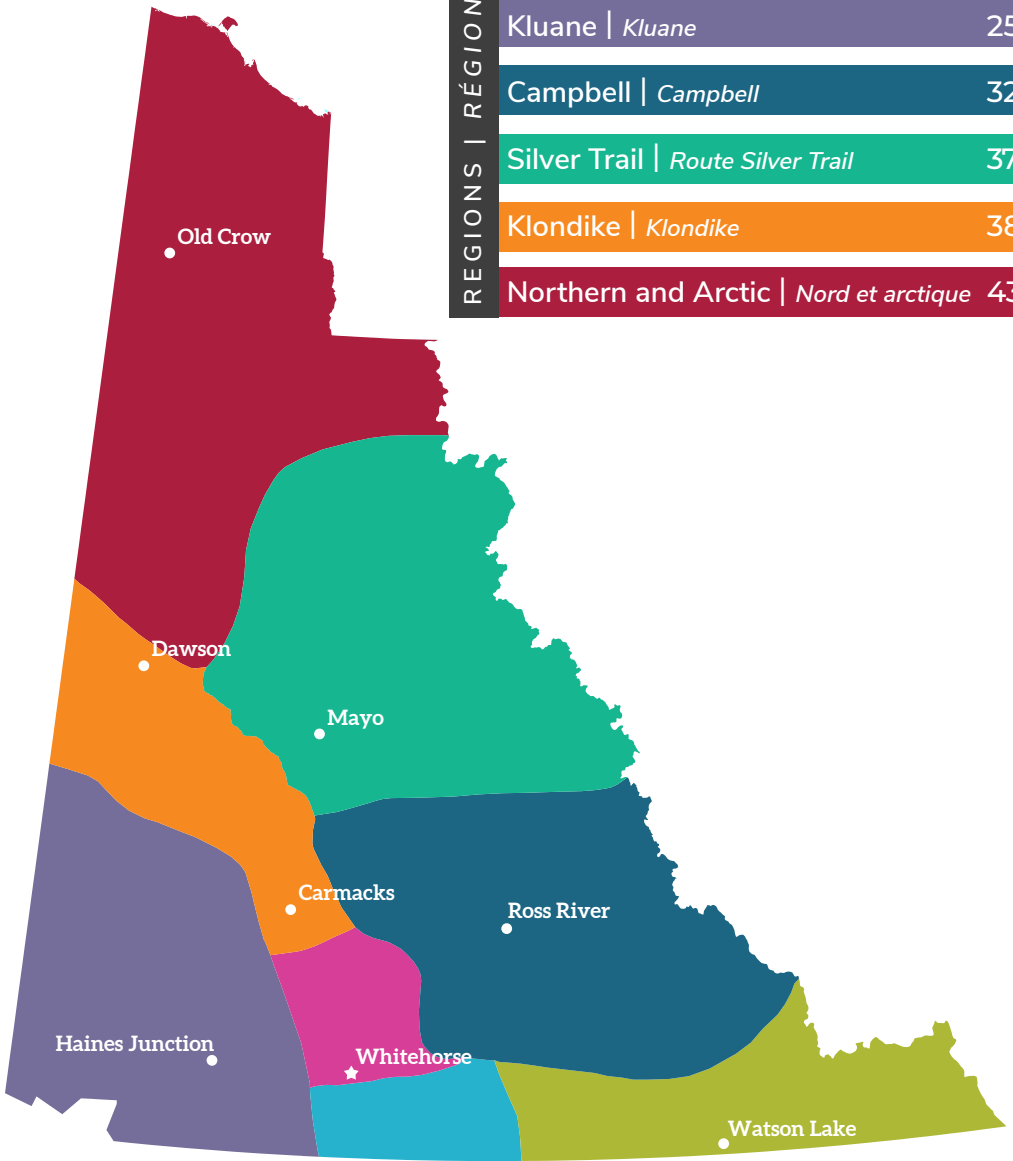 REGIONS | RÉGION
Kluane | Kluane 25
Campbell | Campbell 32
Silver Trail | Route Silver Trail 37
Klondike | Klondike 38
Northern and Arctic | Nord et arctique 43
Old Crow
Dawson
Mayo
Carmacks
Ross River
Haines Junction
Whitehorse
Watson Lake